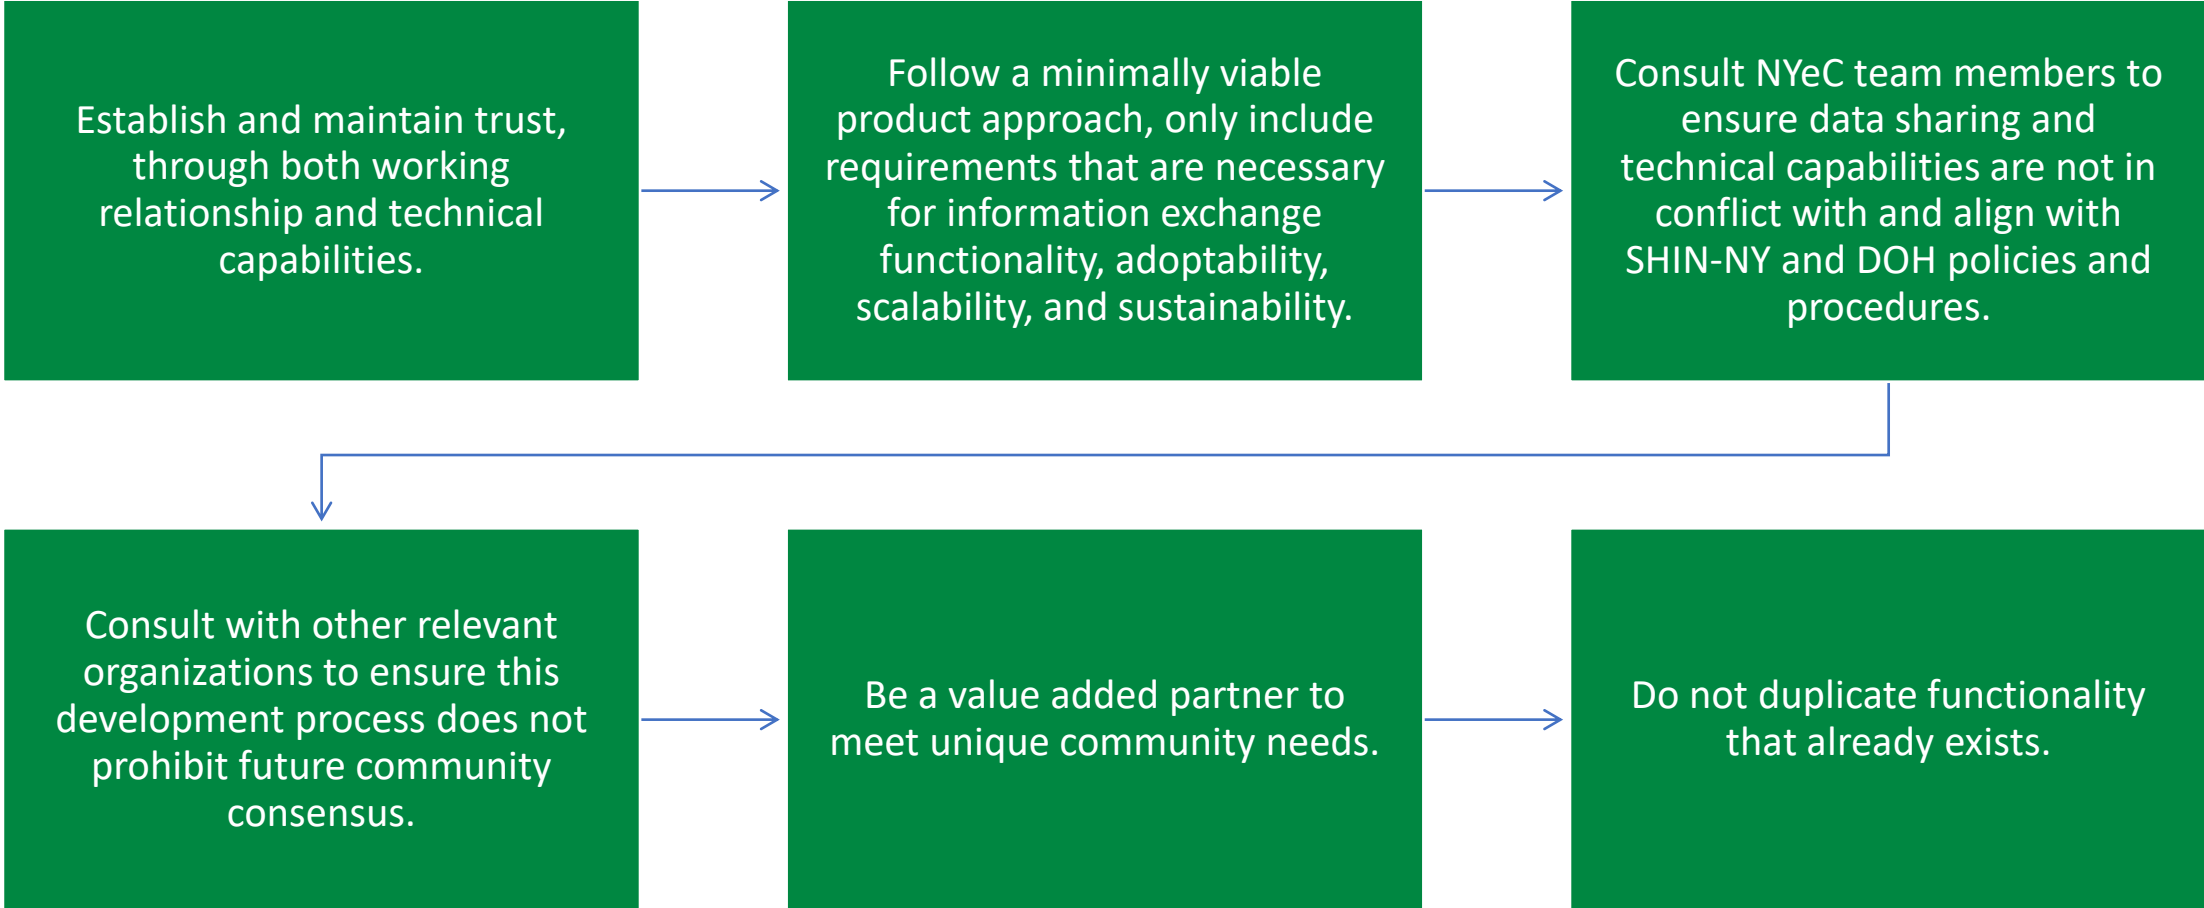 Establish and maintain trust,
through both working
relationship and technical
capabilities.
Follow a minimally viable
product approach, only include
requirements that are necessary
for information exchange
functionality, adoptability,
scalability, and sustainability.
Consult NYeC team members to
ensure data sharing and
technical capabilities are not in
conflict with and align with
SHIN-NY and DOH policies and
procedures.
Consult with other relevant
organizations to ensure this
development process does not
prohibit future community
consensus.
Be a value added partner to
meet unique community needs.
Do not duplicate functionality
that already exists.